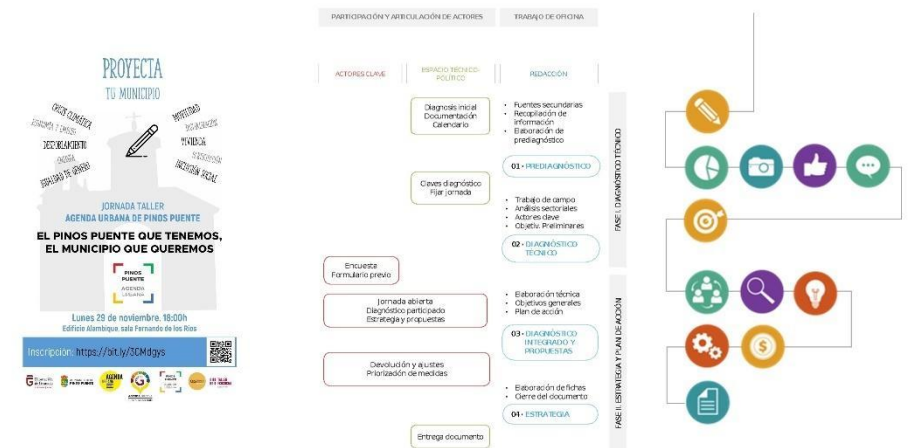 PROYECTA
TU MUNICIPIO
CRISIS CLIMÁTICA
ECONOMÍA Y EMPLEO
DESPOBLAMIENTO
ENERGÍA
IGUALDAD DE GÉNERO
MOVILIDAD
VIVIENDA
INCLUSIÓN SOCIAL
JORNADA TALLER
AGENDA URBANA DE PINOS PUENTE
EL PINOS PUENTE QUE TENEMOS,
EL MUNICIPIO QUE QUEREMOS
PINOS
PUENTE
AGENDA
URBANA
Lunes 29 de noviembre, 18:00h
Edificio Alambique, sala Fernando de los Ríos
Inscripción: https://bit.ly/3CMdgys
PARTICIPACIÓN Y ARTICULACIÓN DE ACTORES
TRABAJO DE OFICINA
ACTORES CLAVE
ESPACIO TÉCNICO-
POLÍTICO
REDACCIÓN
Diagnosis inicial
Documentación
Calendario
• Fuentes secundarias
• Recopilación de
información
• Elaboración de
prediagnóstico
01 - PREDIAGNÓSTICO
Claves diagnóstico
Fijar jornada
• Trabajo de campo
• Análisis sectoriales
• Actores clave
• Objetiv. Preliminares
02 - DIAGNÓSTICO
TÉCNICO
FASE I. DIAGNÓSTICO TÉCNICO
Encuesta
Formulario previo
Jornada abierta
Diagnóstico participado
Estrategia y propuestas
• Elaboración técnica
• Objetivos generales
• Plan de acción
03 - DIAGNÓSTICO
INTEGRADO Y
PROPUESTAS
Devolución y ajustes
Priorización de medidas
• Elaboración de fichas
• Cierre del documento
04 - ESTRATEGIA
Entrega documento
FASE II. ESTRATEGIA Y PLAN DE ACCIÓN